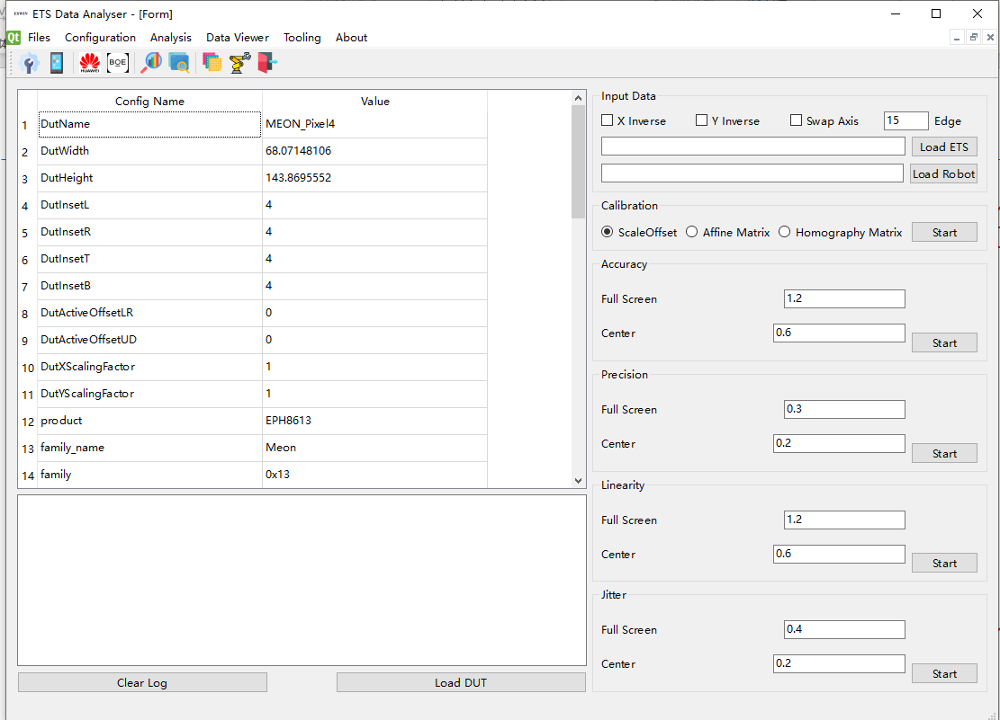 ESWIN ETS Data Analyser - [Form]
Qt Files Configuration Analysis Data Viewer Tooling About
HUAWEI BOE
Config Name Value
1 DutName MEON_Pixel4
2 DutWidth 68.07148106
3 DutHeight 143.8695552
4 DutInsetL 4
5 DutInsetR 4
6 DutInsetT 4
7 DutInsetB 4
8 DutActiveOffsetLR 0
9 DutActiveOffsetUD 0
10 DutXScalingFactor 1
11 DutYScalingFactor 1
12 product EPH8613
13 family_name Meon
14 family 0x13
Clear Log Load DUT
Input Data
X Inverse Y Inverse Swap Axis 15 Edge
Load ETS
Load Robot
Calibration
ScaleOffset Affine Matrix Homography Matrix Start
Accuracy
Full Screen 1.2
Center 0.6
Start
Precision
Full Screen 0.3
Center 0.2
Start
Linearity
Full Screen 1.2
Center 0.6
Start
Jitter
Full Screen 0.4
Center 0.2
Start